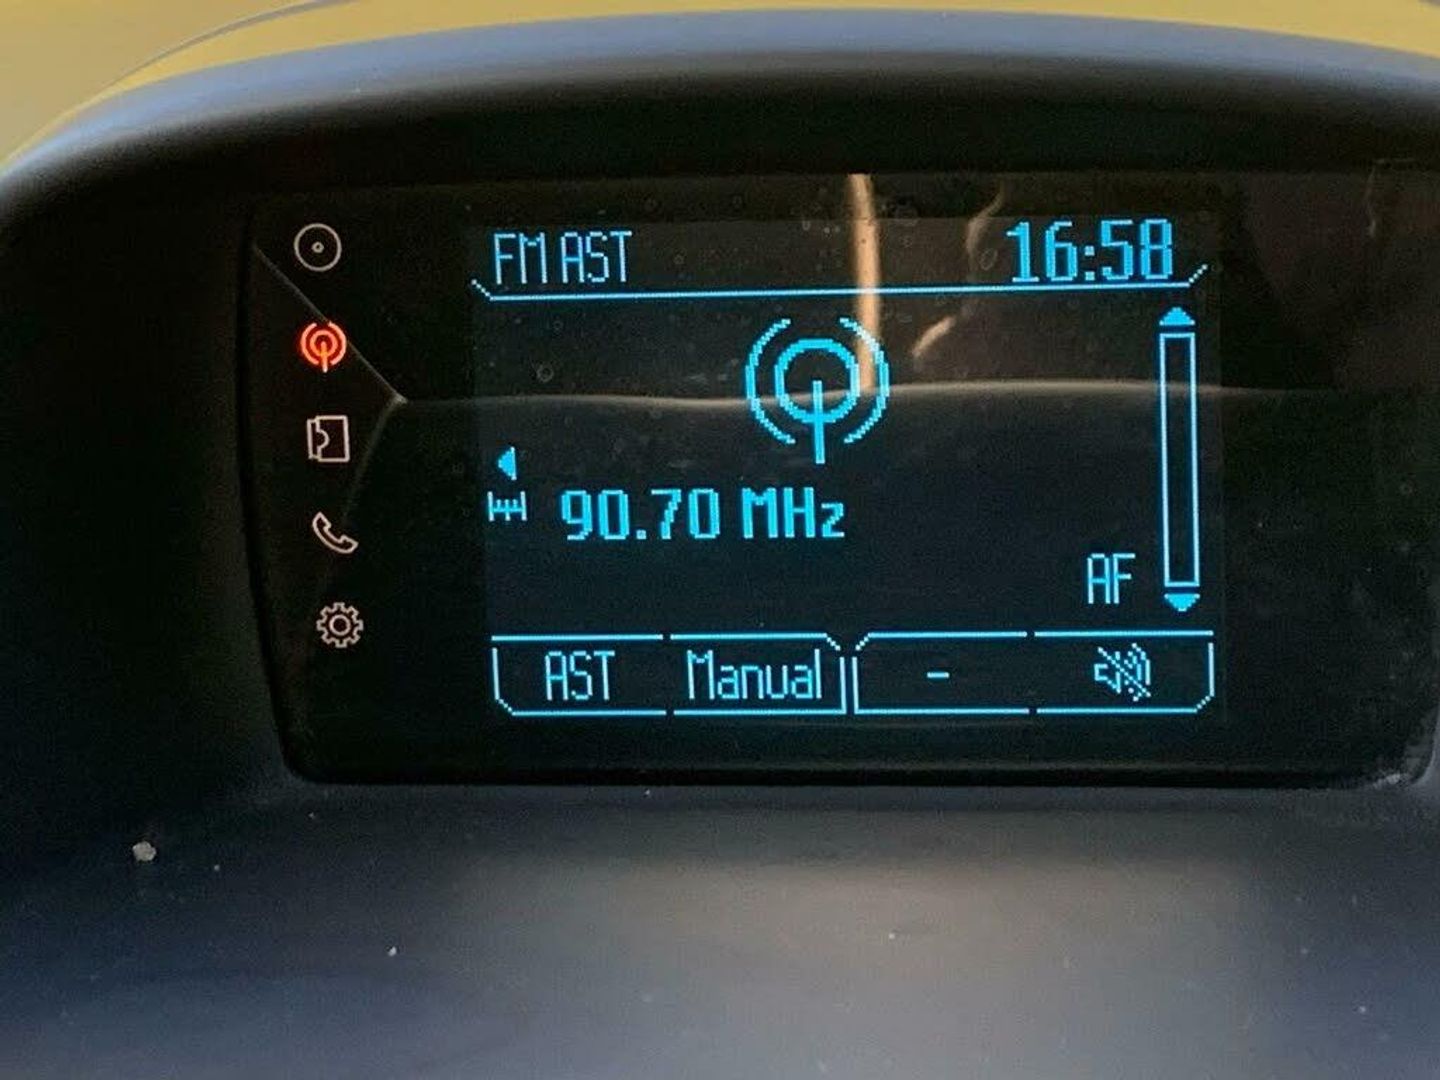 FM AST 16:58
90.70 MHz
AF
AST Manual -